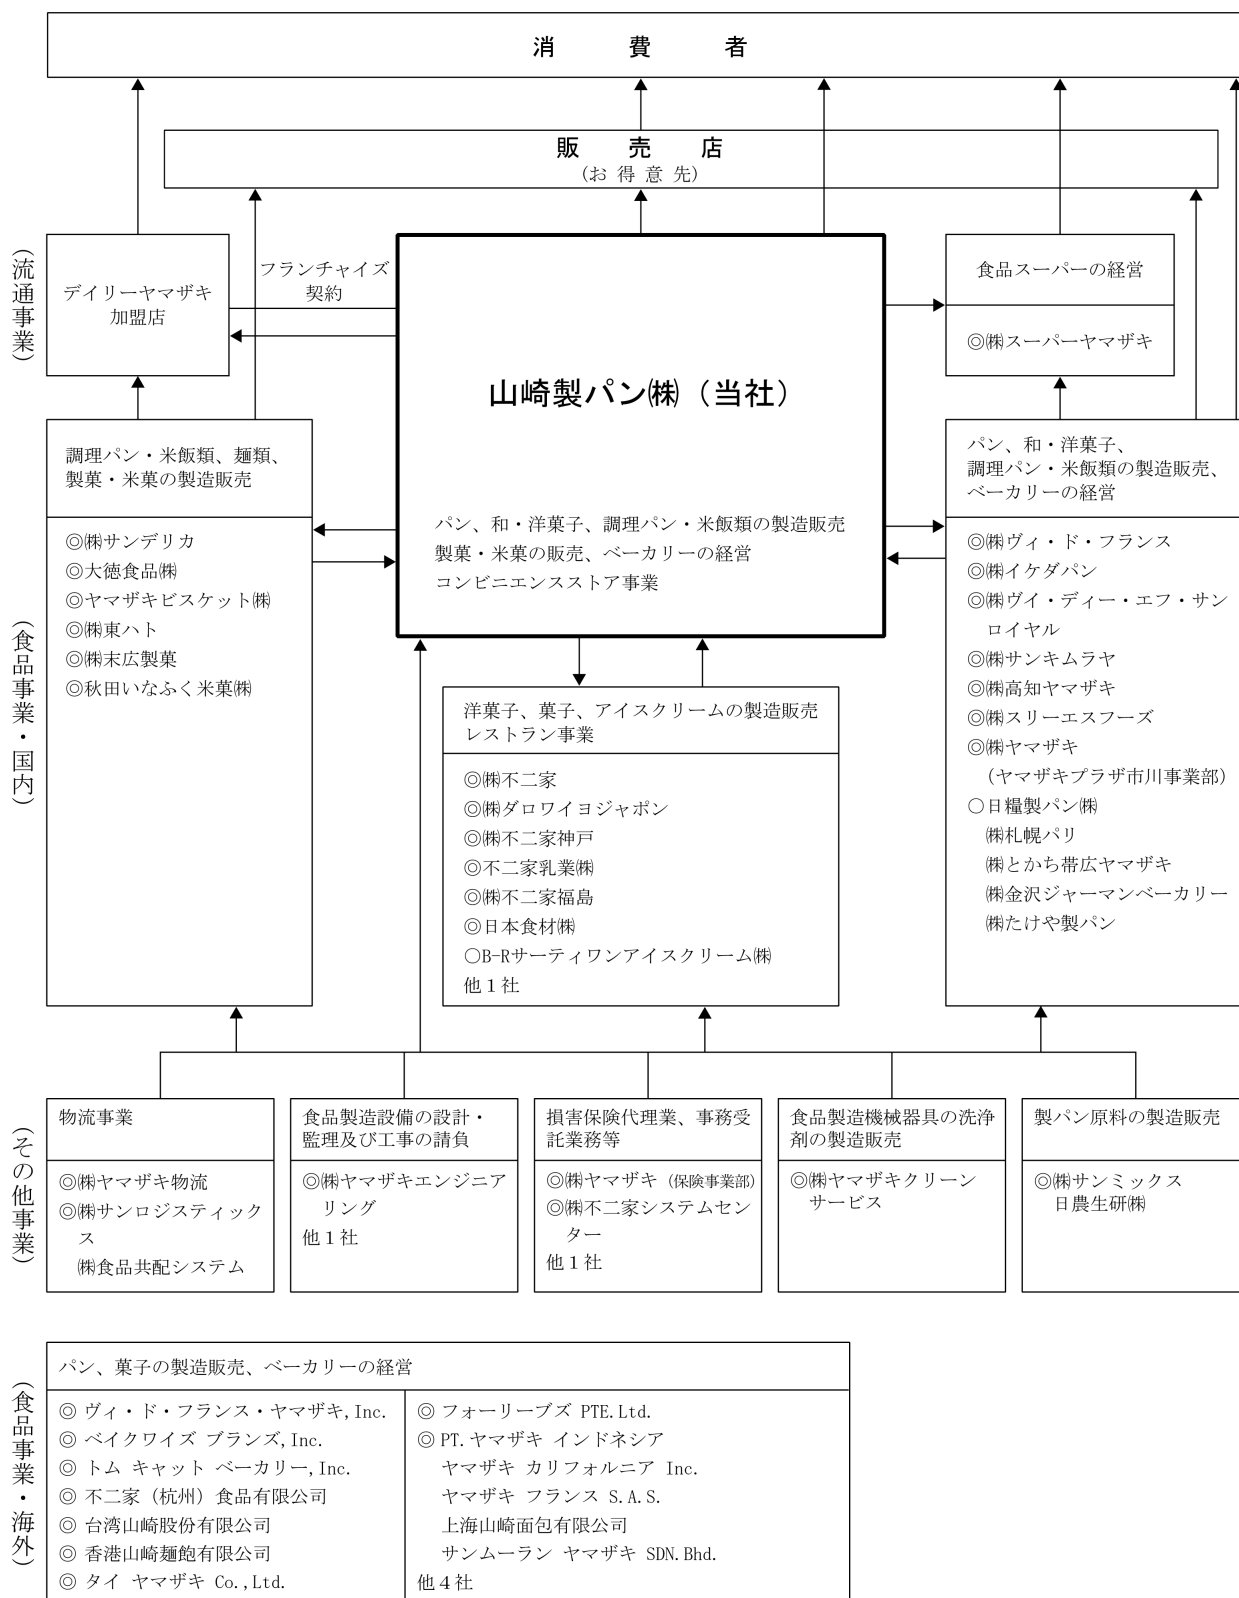 消費者
販売店
(お得意先)
(流通事業)
デイリーヤマザキ
加盟店
フランチャイズ
契約
山崎製パン㈱（当社）
パン、和・洋菓子、調理パン・米飯類の製造販売
製菓・米菓の販売、ベーカリーの経営
コンビニエンスストア事業
食品スーパーの経営
◎㈱スーパーヤマザキ
(食品事業・国内)
調理パン・米飯類、麺類、
製菓・米菓の製造販売
◎㈱サンデリカ
◎大徳食品㈱
◎ヤマザキビスケット㈱
◎㈱東ハト
◎㈱末広製菓
◎秋田いなふく米菓㈱
洋菓子、菓子、アイスクリームの製造販売
レストラン事業
◎㈱不二家
◎㈱ダロワイヨジャポン
◎㈱不二家神戸
◎不二家乳業㈱
◎㈱不二家福島
◎日本食材㈱
○B-Rサーティワンアイスクリーム㈱
他１社
パン、和・洋菓子、
調理パン・米飯類の製造販売、
ベーカリーの経営
◎㈱ヴィ・ド・フランス
◎㈱イケダパン
◎㈱ヴイ・ディー・エフ・サン
ロイヤル
◎㈱サンキムラヤ
◎㈱高知ヤマザキ
◎㈱スリーエスフーズ
◎㈱ヤマザキ
（ヤマザキプラザ市川事業部）
○日糧製パン㈱
㈱札幌パリ
㈱とかち帯広ヤマザキ
㈱金沢ジャーマンベーカリー
㈱たけや製パン
(その他事業)
物流事業
◎㈱ヤマザキ物流
◎㈱サンロジスティック
ス
㈱食品共配システム
食品製造設備の設計・
監理及び工事の請負
◎㈱ヤマザキエンジニア
リング
他１社
損害保険代理業、事務受
託業務等
◎㈱ヤマザキ（保険事業部）
◎㈱不二家システムセン
ター
他１社
食品製造機械器具の洗浄
剤の製造販売
◎㈱ヤマザキクリーン
サービス
製パン原料の製造販売
◎㈱サンミックス
日農生研㈱
(食品事業・海外)
パン、菓子の製造販売、ベーカリーの経営
◎ ヴィ・ド・フランス・ヤマザキ,Inc.
◎ ベイクワイズ ブランズ,Inc.
◎ トム キャット ベーカリー,Inc.
◎ 不二家（杭州）食品有限公司
◎ 台湾山崎股份有限公司
◎ 香港山崎麺飽有限公司
◎ タイ ヤマザキ Co.,Ltd.
◎ フォーリーブズ PTE.Ltd.
◎ PT.ヤマザキ インドネシア
ヤマザキ カリフォルニア Inc.
ヤマザキ フランス S.A.S.
上海山崎面包有限公司
サンムーラン ヤマザキ SDN.Bhd.
他４社